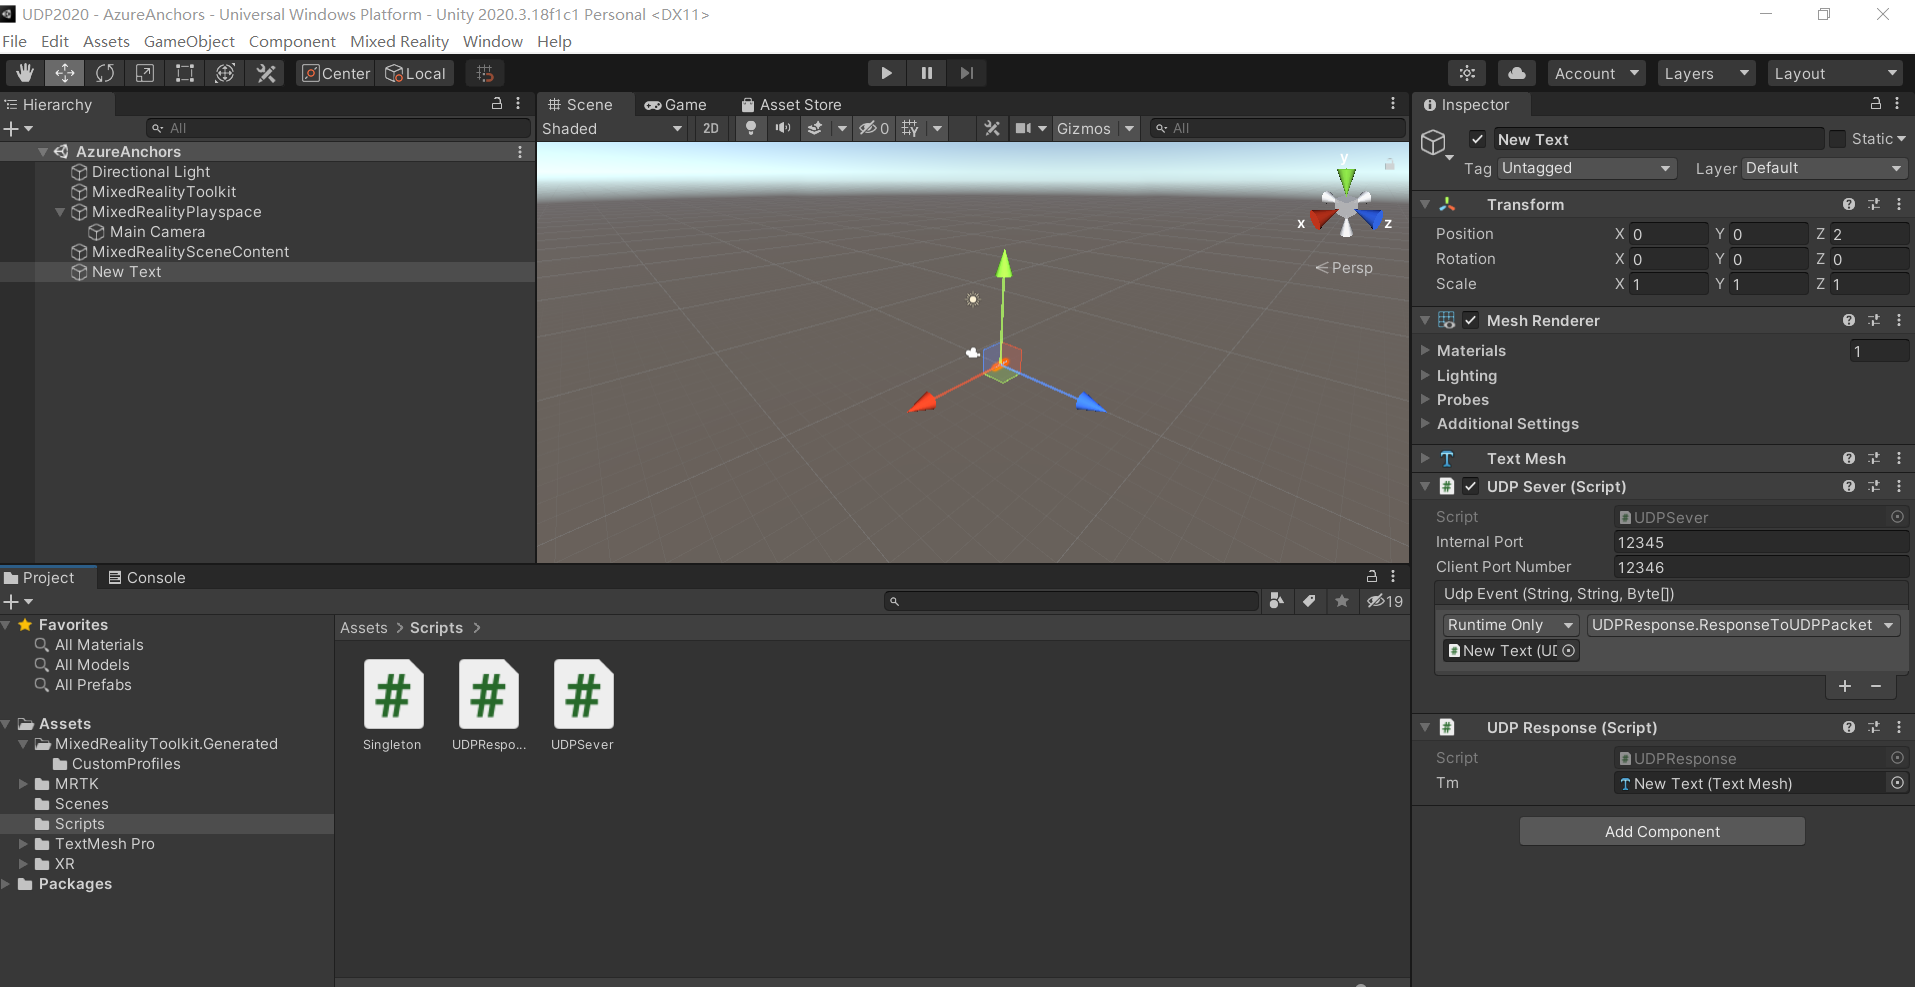 UDP2020 - AzureAnchors - Universal Windows Platform - Unity 2020.3.18f1c1 Personal <DX11>
File Edit Assets GameObject Component Mixed Reality Window Help
Center Local Account Layers Layout
Hierarchy
All
AzureAnchors
Directional Light
MixedRealityToolkit
MixedRealityPlayspace
Main Camera
MixedRealitySceneContent
New Text
Scene Game Asset Store
Shaded 2D 0 Gizmos All
y
x
z
Persp
Project Console
19
Favorites
All Materials
All Models
All Prefabs
Assets
MixedRealityToolkit.Generated
CustomProfiles
MRTK
Scenes
Scripts
TextMesh Pro
XR
Packages
Assets > Scripts >
Singleton UDPRespo... UDPSever
Inspector
New Text Static
Tag Untagged Layer Default
Transform
Position X 0 Y 0 Z 2
Rotation X 0 Y 0 Z 0
Scale X 1 Y 1 Z 1
Mesh Renderer
Materials 1
Lighting
Probes
Additional Settings
Text Mesh
UDP Sever (Script)
Script UDPSever
Internal Port 12345
Client Port Number 12346
Udp Event (String, String, Byte[])
Runtime Only UDPResponse.ResponseToUDPPacket
New Text (UD
UDP Response (Script)
Script UDPResponse
Tm New Text (Text Mesh)
Add Component